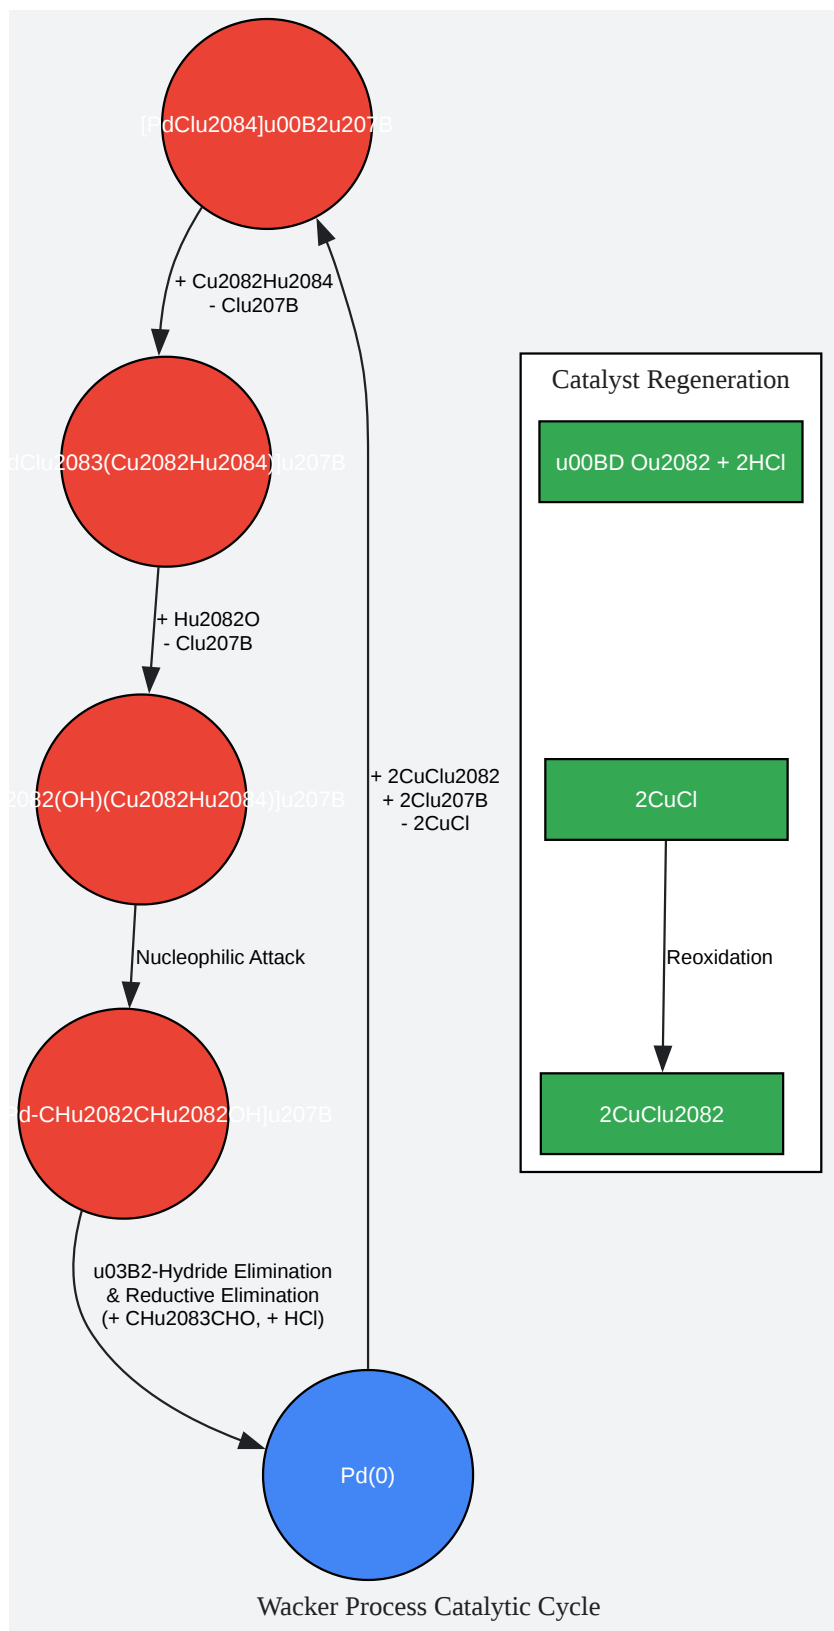 [PdClu2084]u00B2u207B
+ Cu2082Hu2084
- Clu207B
Catalyst Regeneration
u00BD Ou2082 + 2HCl
dClu2083(Cu2082Hu2084)]u207B
+ Hu2082O
- Clu207B
+ 2CuClu2082
+ 2Clu207B
- 2CuCl
2082(OH)(Cu2082Hu2084)]u207B
2CuCl
Nucleophilic Attack
Reoxidation
Pd-CHu2082CHu2082OH]u207B
2CuClu2082
u03B2-Hydride Elimination
& Reductive Elimination
(+ CHu2083CHO, + HCl)
Pd(0)
Wacker Process Catalytic Cycle